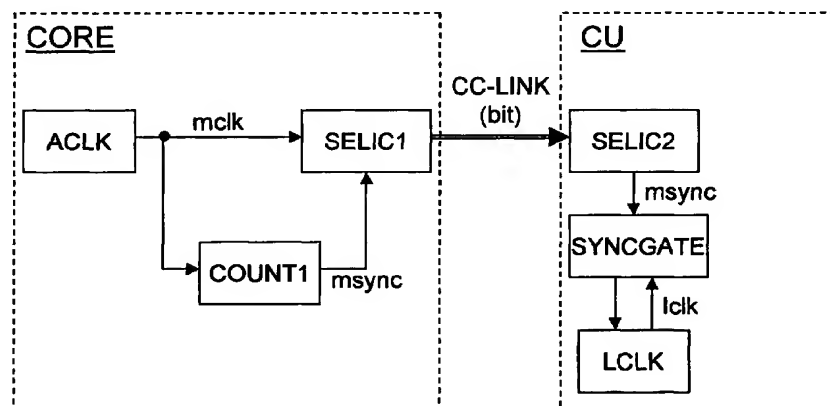 CORE
CU
CC-LINK
(bit)
ACLK
mclk
SELIC1
SELIC2
msync
COUNT1
msync
SYNCGATE
lclk
LCLK